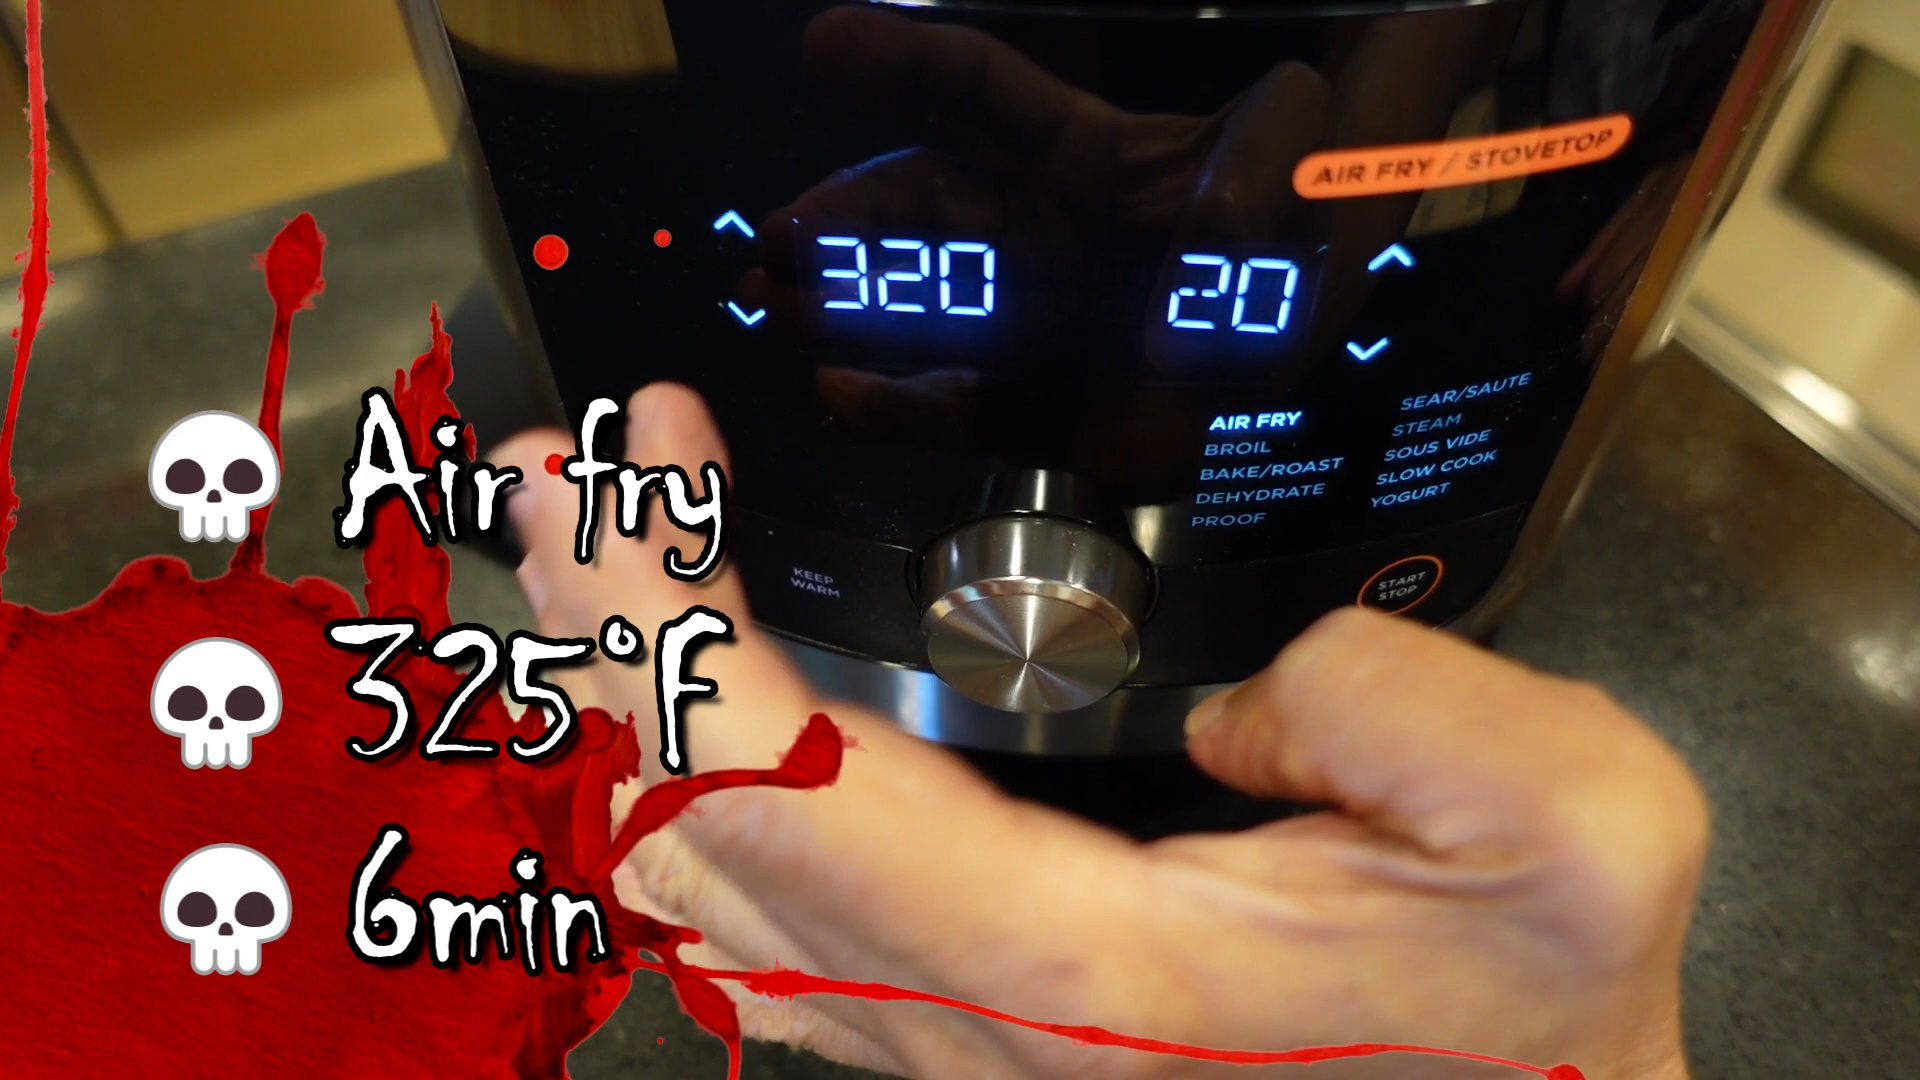 AIR FRY / STOVETOP
320 20
AIR FRY
BROIL
BAKE/ROAST
DEHYDRATE
PROOF
SEAR/SAUTE
STEAM
SOUS VIDE
SLOW COOK
YOGURT
KEEP
WARM
START
STOP
Air fry
325°F
6min